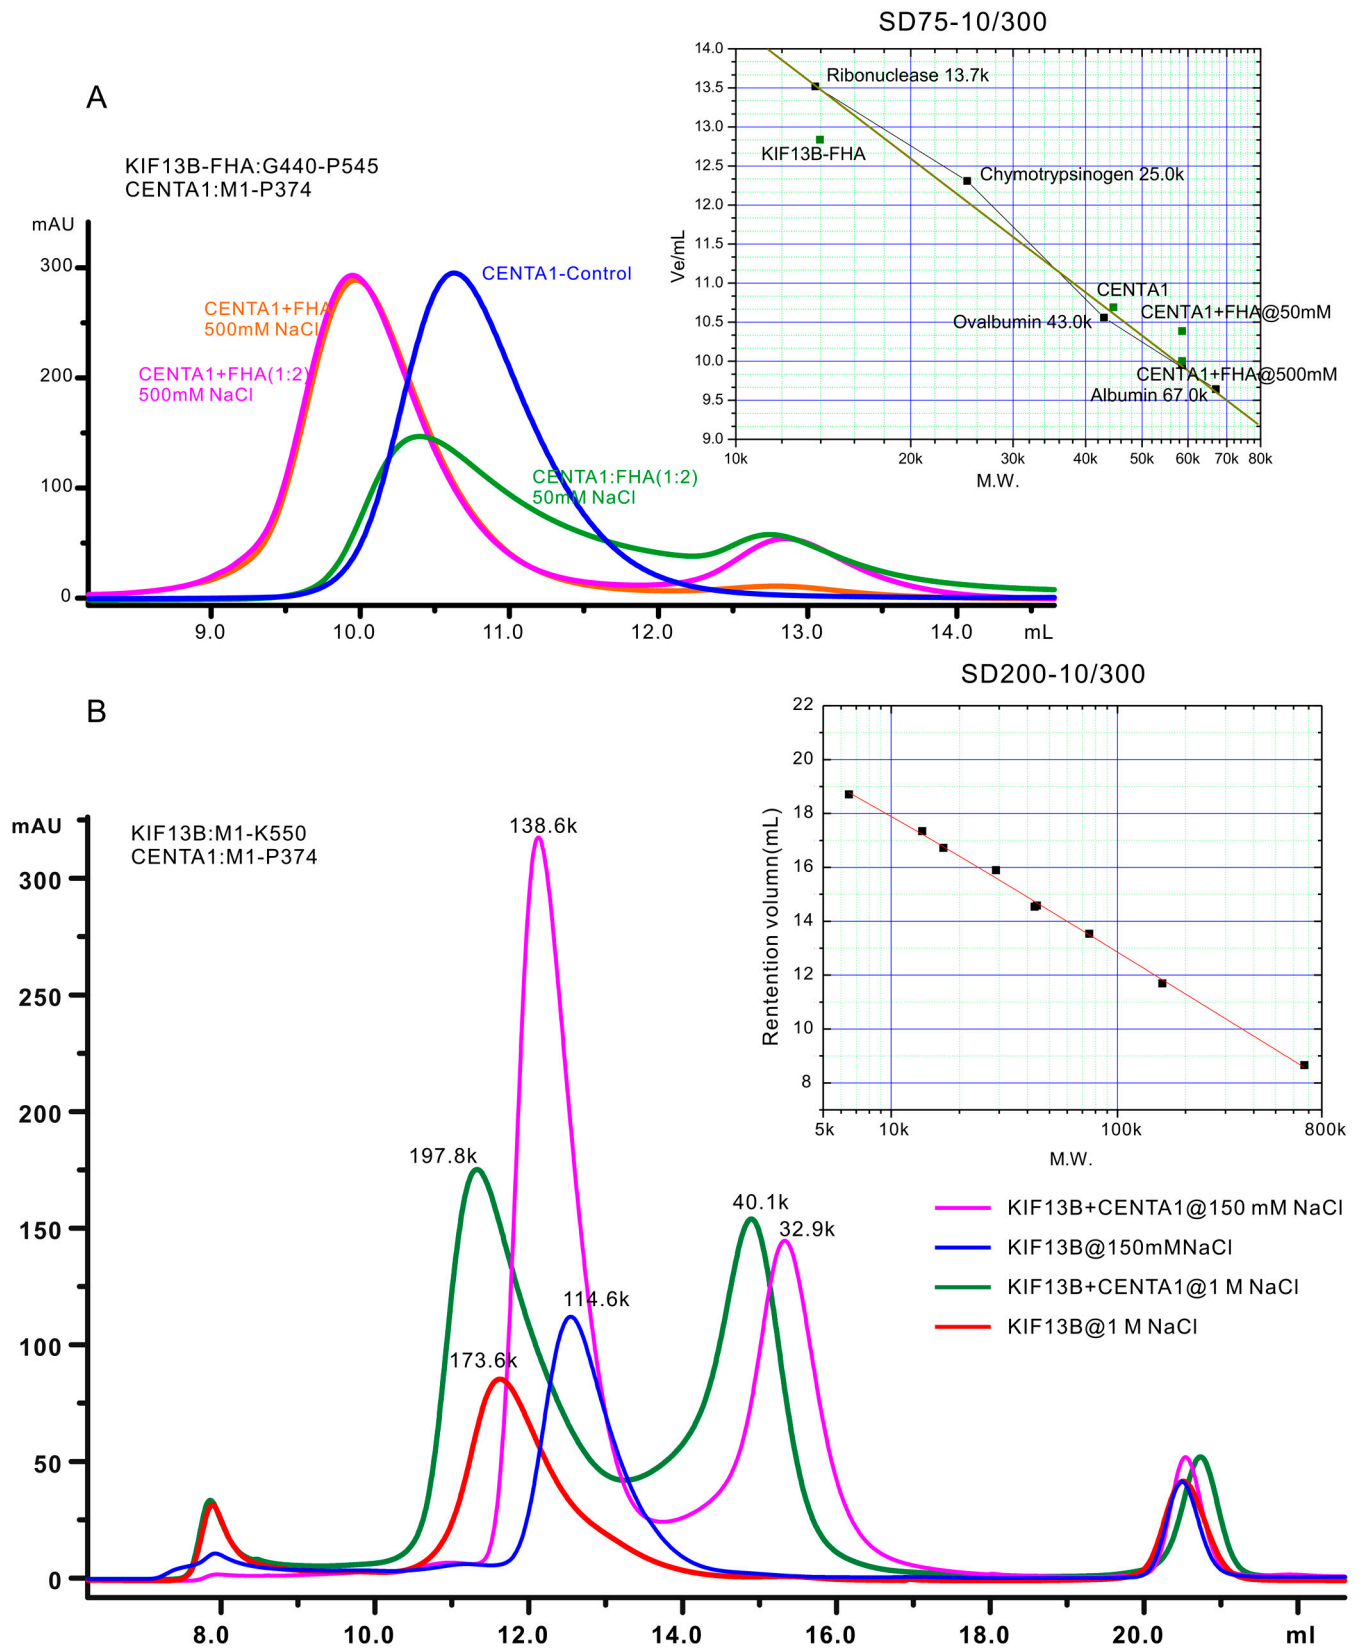 SD75-10/300
A
KIF13B-FHA:G440-P545
CENTA1:M1-P374
mAU
300
200
100
0
CENTA1+FHA
500mM NaCl
CENTA1+FHA(1:2)
500mM NaCl
CENTA1-Control
CENTA1:FHA(1:2)
50mM NaCl
9.0 10.0 11.0 12.0 13.0 14.0 mL
Ve/mL
14.0
13.5
13.0
12.5
12.0
11.5
11.0
10.5
10.0
9.5
9.0
Ribonuclease 13.7k
KIF13B-FHA
Chymotrypsinogen 25.0k
CENTA1
CENTA1+FHA@50mM
Ovalbumin 43.0k
CENTA1+FHA@500mM
Albumin 67.0k
10k 20k 30k 40k 50k 60k 70k 80k
M.W.
SD200-10/300
B
KIF13B:M1-K550
CENTA1:M1-P374
mAU
300
250
200
150
100
50
0
138.6k
197.8k
173.6k
114.6k
40.1k
32.9k
8.0 10.0 12.0 14.0 16.0 18.0 20.0 ml
Rentention volumn(mL)
22
20
18
16
14
12
10
8
5k 10k 100k 800k
M.W.
KIF13B+CENTA1@150 mM NaCl
KIF13B@150mMNaCl
KIF13B+CENTA1@1 M NaCl
KIF13B@1 M NaCl